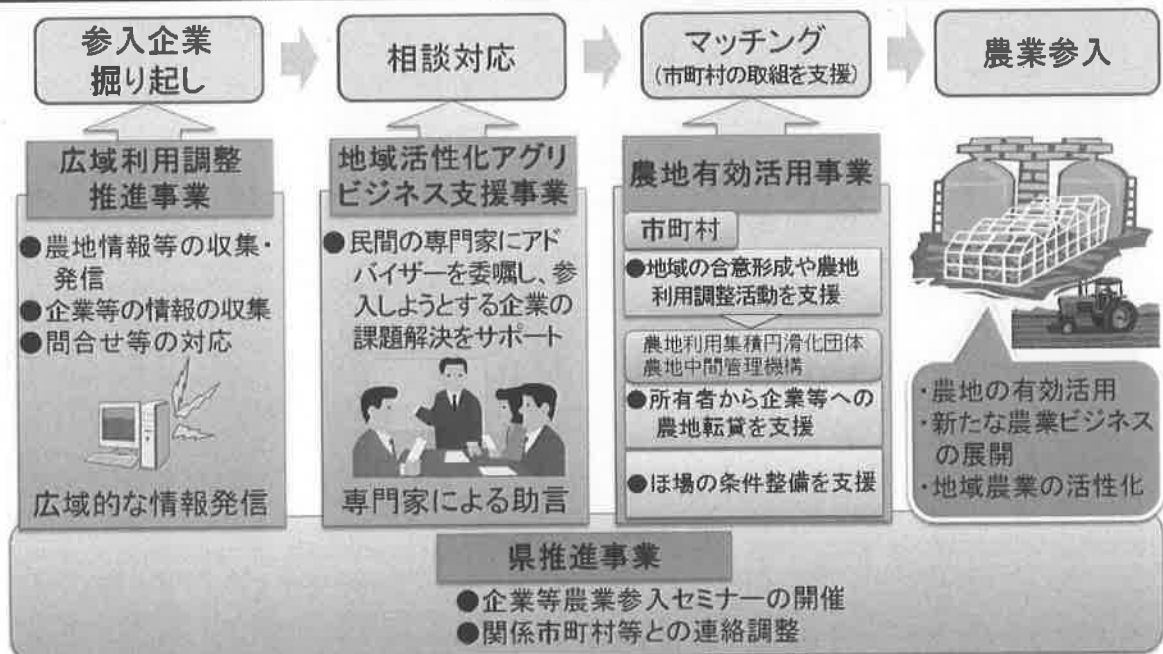 参入企業
掘り起し
相談対応
マッチング
(市町村の取組を支援)
農業参入
広域利用調整
推進事業
●農地情報等の収集・
発信
●企業等の情報の収集
●問合せ等の対応
広域的な情報発信
地域活性化アグリ
ビジネス支援事業
●民間の専門家にアド
バイザーを委嘱し、参
入しようとする企業の
課題解決をサポート
専門家による助言
農地有効活用事業
市町村
●地域の合意形成や農地
利用調整活動を支援
農地利用集積円滑化団体
農地中間管理機構
●所有者から企業等への
農地転貸を支援
●ほ場の条件整備を支援
・農地の有効活用
・新たな農業ビジネス
の展開
・地域農業の活性化
県推進事業
●企業等農業参入セミナーの開催
●関係市町村等との連絡調整